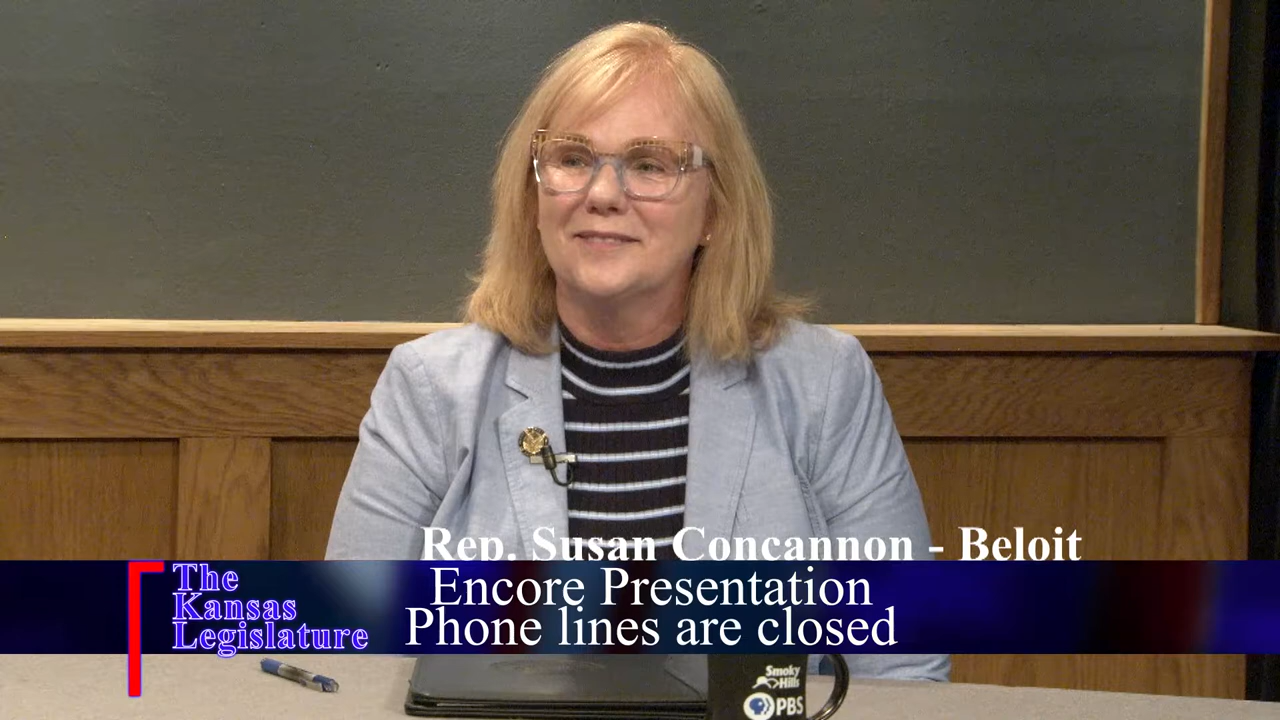 Rep. Susan Concannon - Beloit
The
Kansas
Legislature
Encore Presentation
Phone lines are closed
Smoky
Hills
PBS